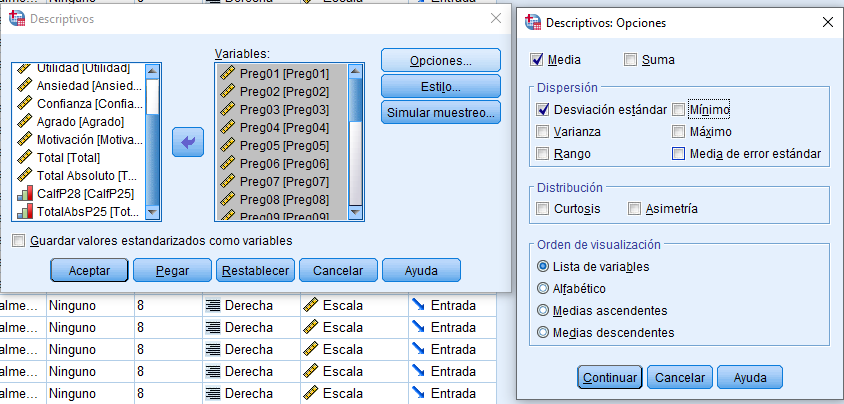 alme... Ninguno 8 Derecha Escala Entrada
Descriptivos
Variables:
Utilidad [Utilidad]
Ansiedad [Ansied...
Confianza [Confia...
Agrado [Agrado]
Motivación [Motiva...
Total [Total]
Total Absoluto [T...
CalfP28 [CalfP25]
TotalAbsP25 [Tot...
Preg01 [Preg01]
Preg02 [Preg02]
Preg03 [Preg03]
Preg04 [Preg04]
Preg05 [Preg05]
Preg06 [Preg06]
Preg07 [Preg07]
Preg08 [Preg08]
Preg09 [Preg09]
Opciones...
Estilo...
Simular muestreo...
Guardar valores estandarizados como variables
Aceptar Pegar Restablecer Cancelar Ayuda
alme... Ninguno 8 Derecha Escala Entrada
alme... Ninguno 8 Derecha Escala Entrada
alme... Ninguno 8 Derecha Escala Entrada
alme... Ninguno 8 Derecha Escala Entrada
alme... Ninguno 8 Derecha Escala Entrada
Descriptivos: Opciones
Media Suma
Dispersión
Desviación estándar Mínimo
Varianza Máximo
Rango Media de error estándar
Distribución
Curtosis Asimetría
Orden de visualización
Lista de variables
Alfabético
Medias ascendentes
Medias descendentes
Continuar Cancelar Ayuda